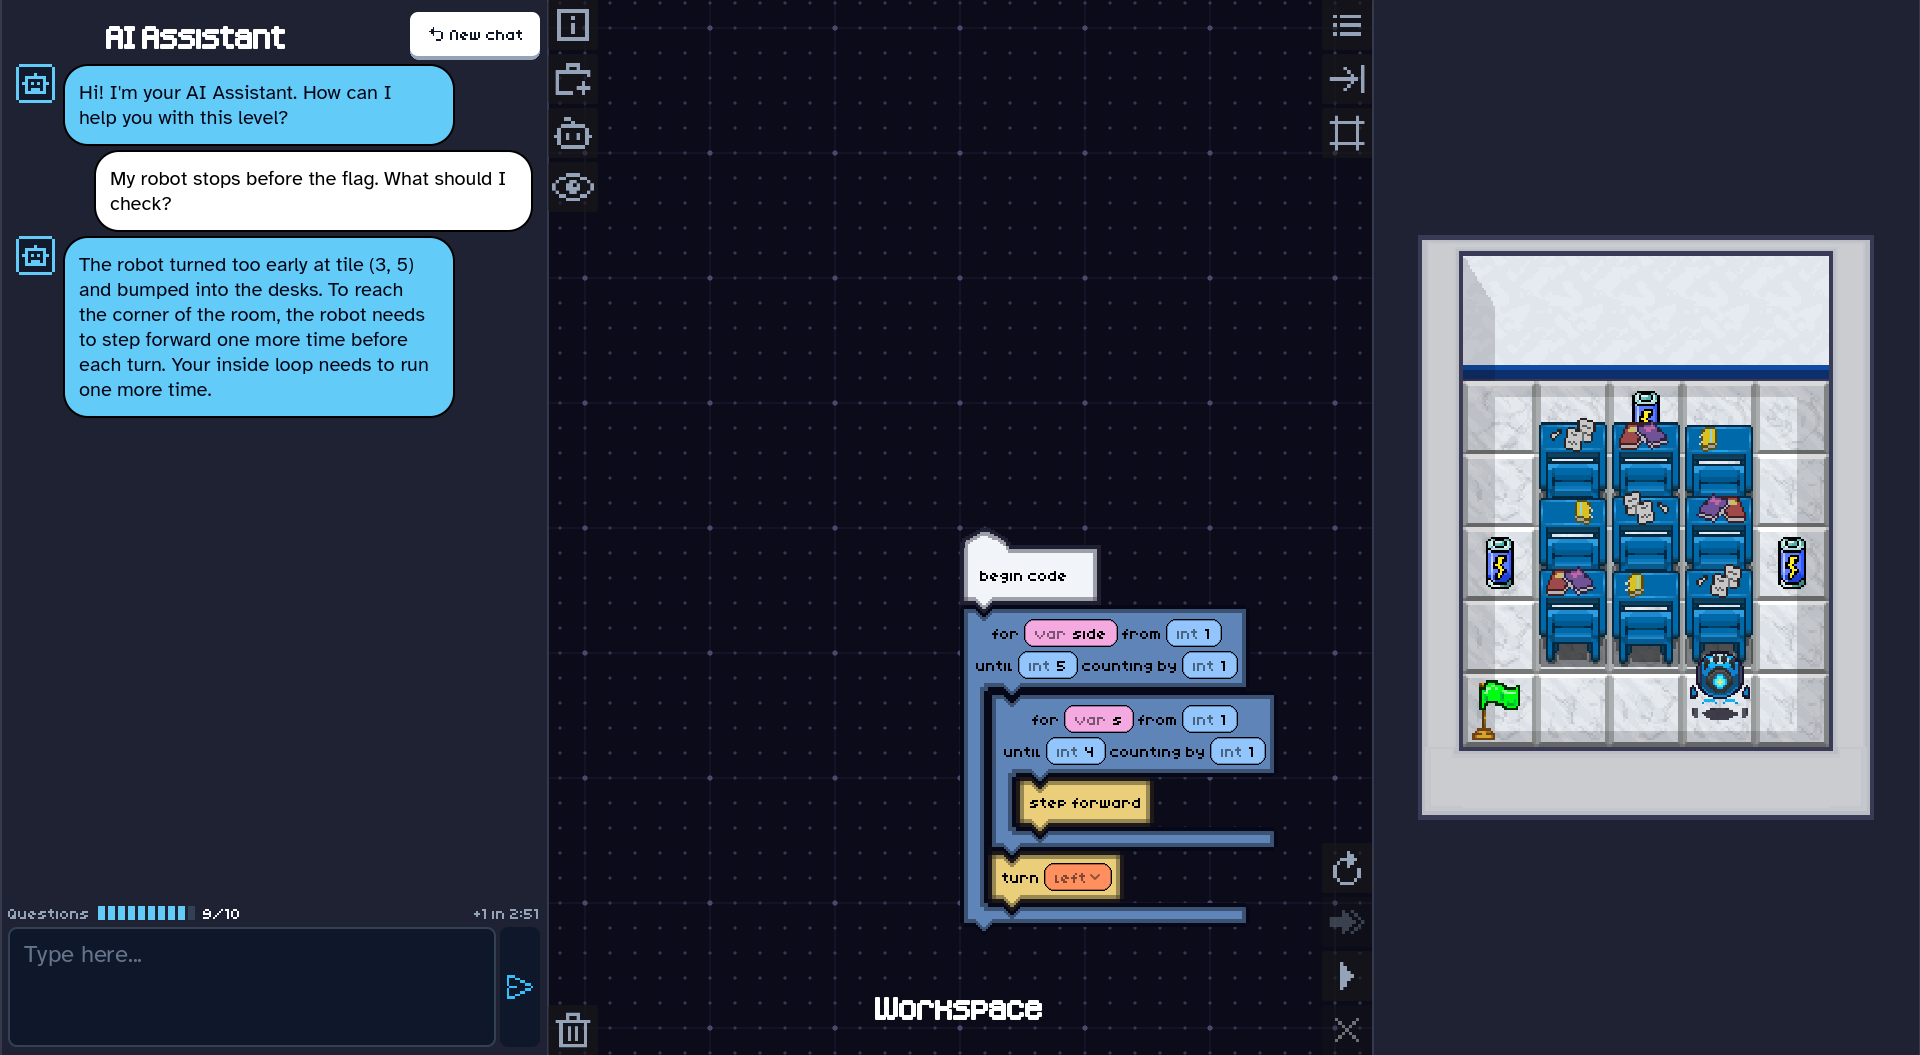 AI Assistant
New chat
Hi! I'm your AI Assistant. How can I
help you with this level?
My robot stops before the flag. What should I
check?
The robot turned too early at tile (3, 5)
and bumped into the desks. To reach
the corner of the room, the robot needs
to step forward one more time before
each turn. Your inside loop needs to run
one more time.
Questions 9/10 +1 in 2:51
Type here...
begin code
for var side from int 1
until int 5 counting by int 1
for var s from int 1
until int 4 counting by int 1
step forward
turn left
Workspace